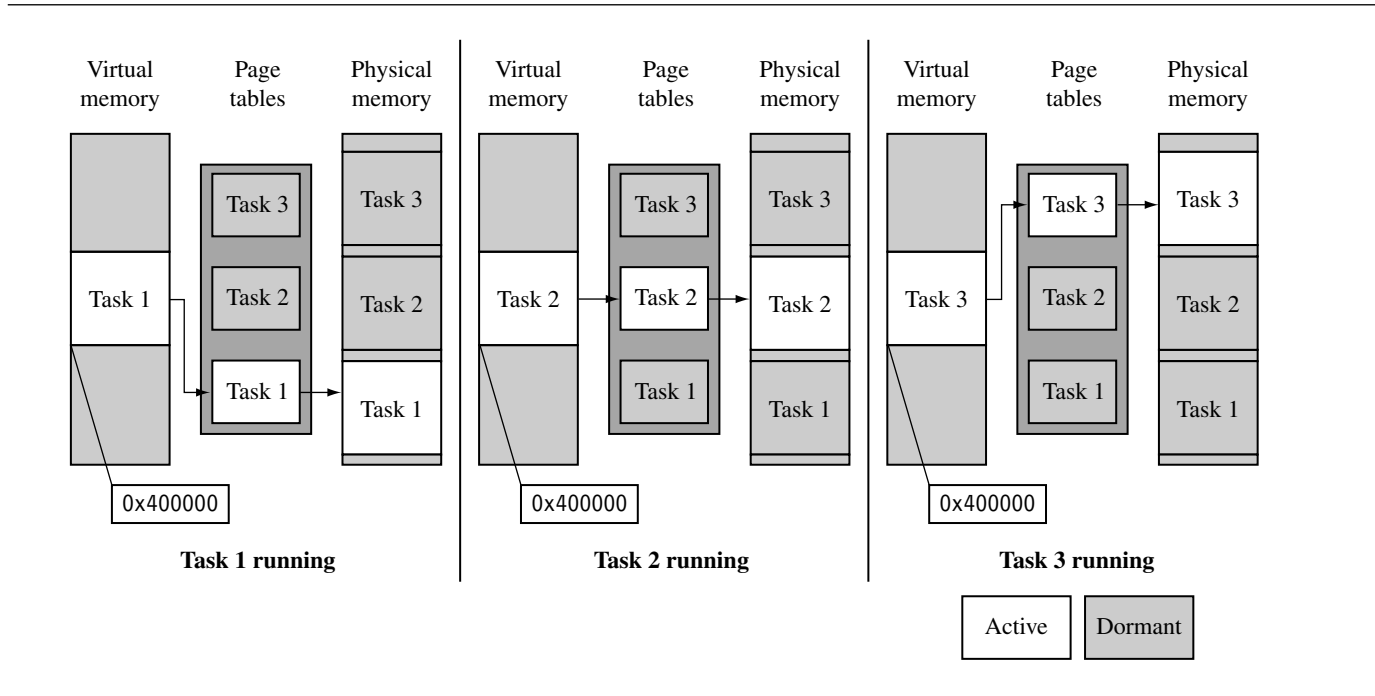 Virtual
memory
Page
tables
Physical
memory
Task 1
Task 3
Task 2
Task 1
Task 3
Task 2
Task 1
0x400000
Task 1 running
Virtual
memory
Page
tables
Physical
memory
Task 2
Task 3
Task 2
Task 1
Task 3
Task 2
Task 1
0x400000
Task 2 running
Virtual
memory
Page
tables
Physical
memory
Task 3
Task 3
Task 2
Task 1
Task 3
Task 2
Task 1
0x400000
Task 3 running
Active
Dormant